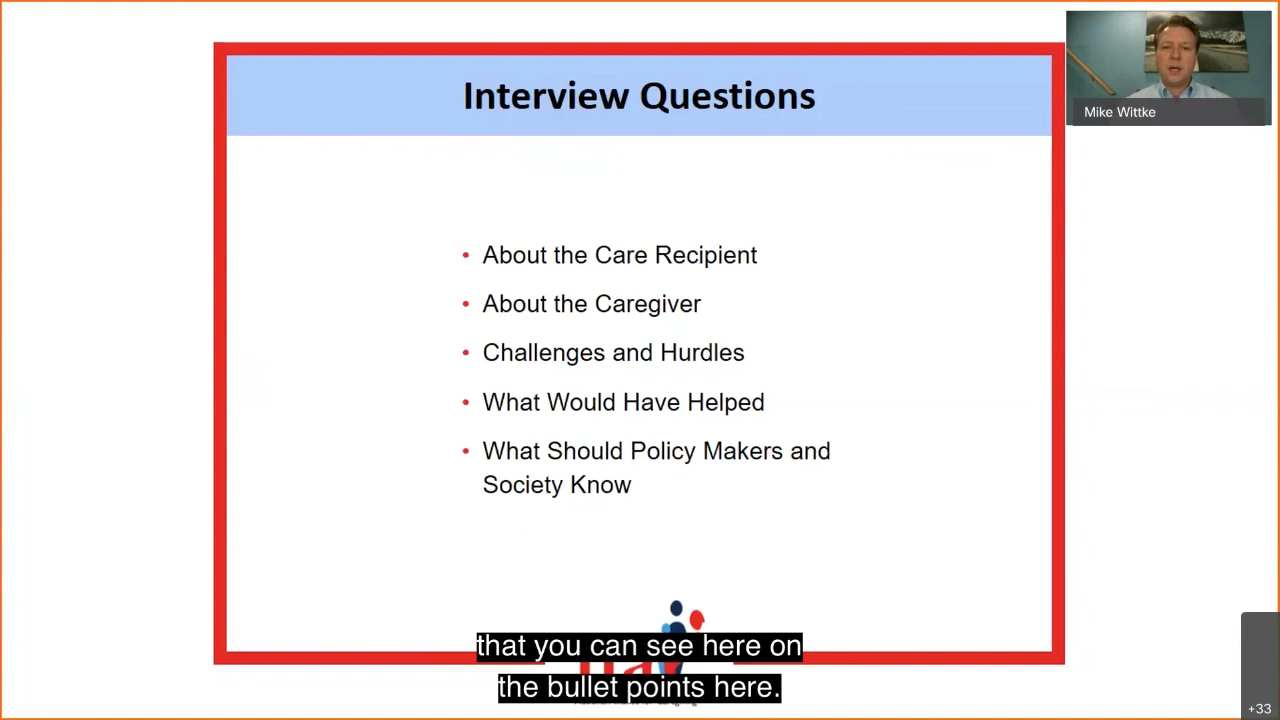 Interview Questions
Mike Wittke
• About the Care Recipient
• About the Caregiver
• Challenges and Hurdles
• What Would Have Helped
• What Should Policy Makers and
Society Know
that you can see here on
the bullet points here.
+33